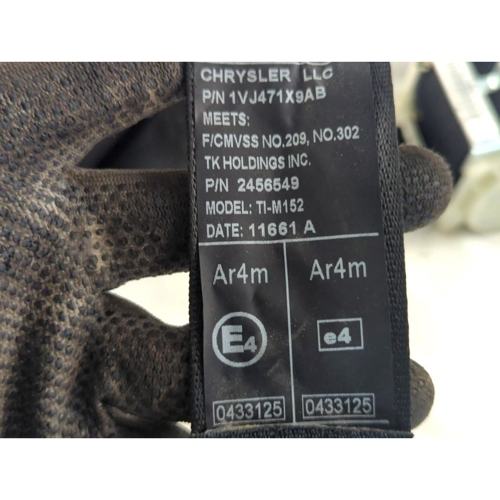 CHRYSLER LLC
P/N 1VJ471X9AB
MEETS:
F/CMVSS NO.209, NO.302
TK HOLDINGS INC.
P/N 2456549
MODEL: TI-M152
DATE: 11661 A
Ar4m Ar4m
E4 e4
0433125 0433125